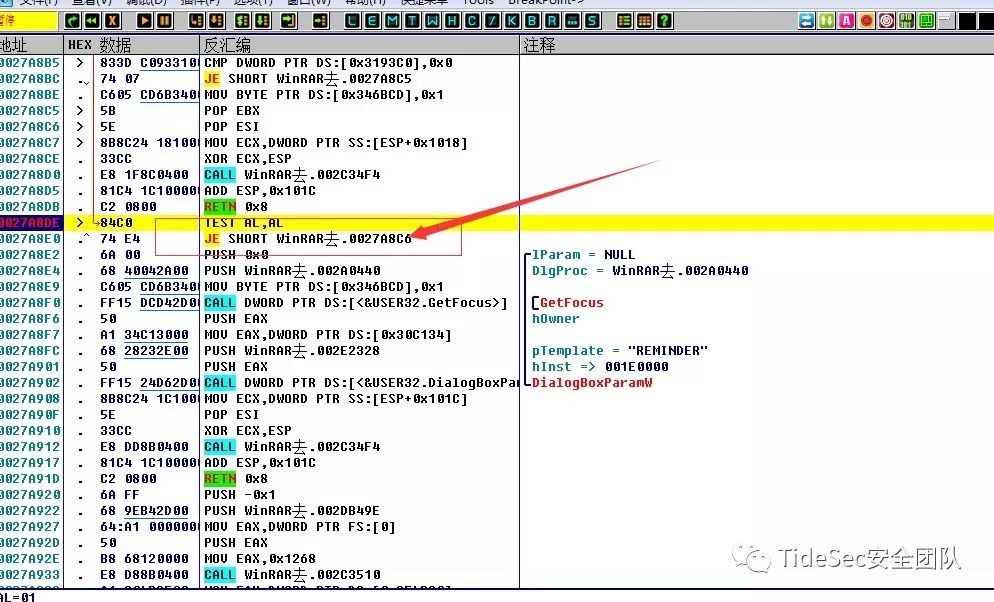 文件(F) 查看(V) 调试(D) 插件(P) 选项(T) 窗口(W) 帮助(H) 快捷菜单 Tools BreakPoint->
暂停 L E M T W H C / K B R ... S
地址 HEX 数据 反汇编 注释
0027A8B5 > 833D C0933100 CMP DWORD PTR DS:[0x3193C0],0x0
0027A8BC . 74 07 JE SHORT WinRAR去.0027A8C5
0027A8BE . C605 CD6B3400 MOV BYTE PTR DS:[0x346BCD],0x1
0027A8C5 > 5B POP EBX
0027A8C6 > 5E POP ESI
0027A8C7 > 8B8C24 181000 MOV ECX,DWORD PTR SS:[ESP+0x1018]
0027A8CE . 33CC XOR ECX,ESP
0027A8D0 . E8 1F8C0400 CALL WinRAR去.002C34F4
0027A8D5 . 81C4 1C100000 ADD ESP,0x101C
0027A8DB . C2 0800 RETN 0x8
0027A8DE > 84C0 TEST AL,AL
0027A8E0 .^ 74 E4 JE SHORT WinRAR去.0027A8C6
0027A8E2 . 6A 00 PUSH 0x0 lParam = NULL
0027A8E4 . 68 40042A00 PUSH WinRAR去.002A0440 DlgProc = WinRAR去.002A0440
0027A8E9 . C605 CD6B3400 MOV BYTE PTR DS:[0x346BCD],0x1
0027A8F0 . FF15 DCD42D00 CALL DWORD PTR DS:[<&USER32.GetFocus>] [GetFocus
0027A8F6 . 50 PUSH EAX hOwner
0027A8F7 . A1 34C13000 MOV EAX,DWORD PTR DS:[0x30C134]
0027A8FC . 68 28232E00 PUSH WinRAR去.002E2328 pTemplate = "REMINDER"
0027A901 . 50 PUSH EAX hInst => 001E0000
0027A902 . FF15 24D62D00 CALL DWORD PTR DS:[<&USER32.DialogBoxPar DialogBoxParamW
0027A908 . 8B8C24 1C1000 MOV ECX,DWORD PTR SS:[ESP+0x101C]
0027A90F . 5E POP ESI
0027A910 . 33CC XOR ECX,ESP
0027A912 . E8 DD8B0400 CALL WinRAR去.002C34F4
0027A917 . 81C4 1C100000 ADD ESP,0x101C
0027A91D . C2 0800 RETN 0x8
0027A920 . 6A FF PUSH -0x1
0027A922 . 68 9EB42D00 PUSH WinRAR去.002DB49E
0027A927 . 64:A1 0000000 MOV EAX,DWORD PTR FS:[0]
0027A92D . 50 PUSH EAX
0027A92E . B8 68120000 MOV EAX,0x1268
0027A933 . E8 D88B0400 CALL WinRAR去.002C3510
AL=01
TideSec安全团队